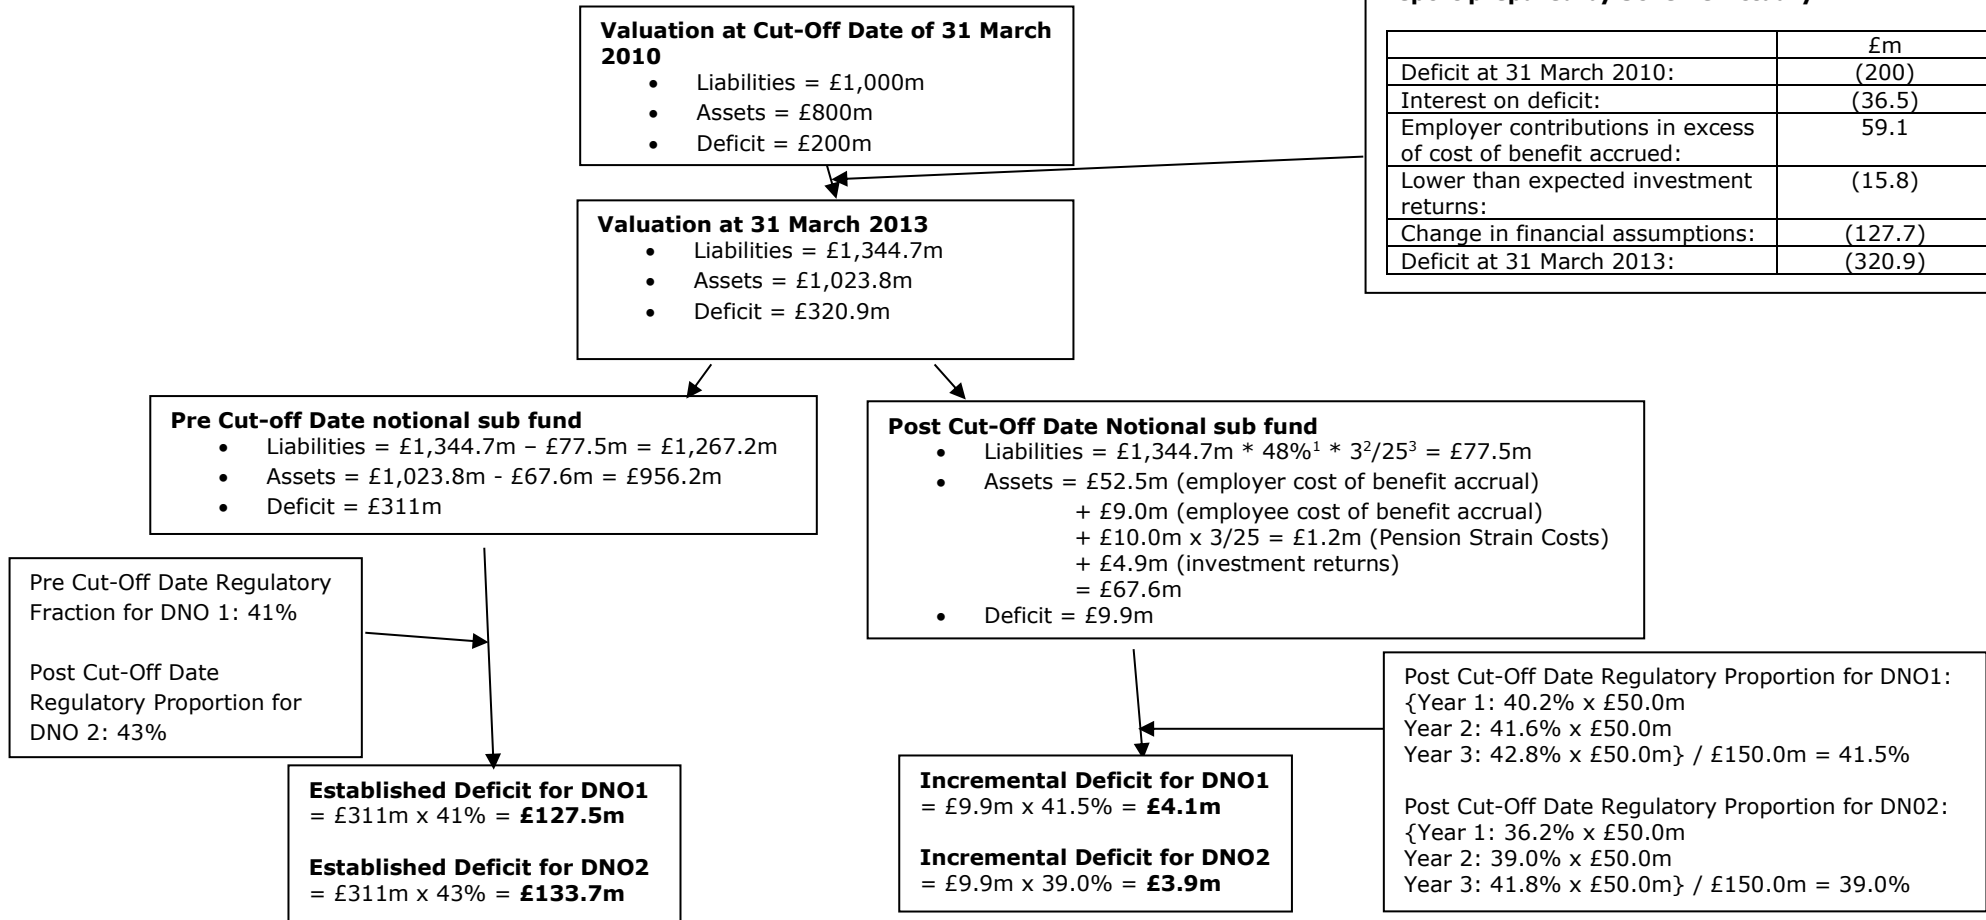 Valuation at Cut-Off Date of 31 March
2010
• Liabilities = £1,000m
• Assets = £800m
• Deficit = £200m
£m
Deficit at 31 March 2010: (200)
Interest on deficit: (36.5)
Employer contributions in excess 59.1
of cost of benefit accrued:
Lower than expected investment (15.8)
returns:
Change in financial assumptions: (127.7)
Deficit at 31 March 2013: (320.9)
Valuation at 31 March 2013
• Liabilities = £1,344.7m
• Assets = £1,023.8m
• Deficit = £320.9m
Pre Cut-off Date notional sub fund
• Liabilities = £1,344.7m – £77.5m = £1,267.2m
• Assets = £1,023.8m - £67.6m = £956.2m
• Deficit = £311m
Post Cut-Off Date Notional sub fund
• Liabilities = £1,344.7m * 48%¹ * 3²/25³ = £77.5m
• Assets = £52.5m (employer cost of benefit accrual)
+ £9.0m (employee cost of benefit accrual)
+ £10.0m x 3/25 = £1.2m (Pension Strain Costs)
+ £4.9m (investment returns)
= £67.6m
• Deficit = £9.9m
Pre Cut-Off Date Regulatory
Fraction for DNO 1: 41%
Post Cut-Off Date
Regulatory Proportion for
DNO 2: 43%
Post Cut-Off Date Regulatory Proportion for DNO1:
{Year 1: 40.2% x £50.0m
Year 2: 41.6% x £50.0m
Year 3: 42.8% x £50.0m} / £150.0m = 41.5%
Post Cut-Off Date Regulatory Proportion for DN02:
{Year 1: 36.2% x £50.0m
Year 2: 39.0% x £50.0m
Year 3: 41.8% x £50.0m} / £150.0m = 39.0%
Established Deficit for DNO1
= £311m x 41% = £127.5m
Established Deficit for DNO2
= £311m x 43% = £133.7m
Incremental Deficit for DNO1
= £9.9m x 41.5% = £4.1m
Incremental Deficit for DNO2
= £9.9m x 39.0% = £3.9m